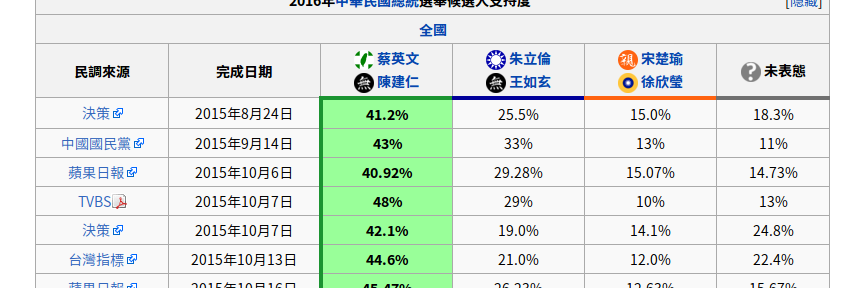 2016年中華民國總統選舉候選人支持度 [隱藏]
全國
民調來源 完成日期 蔡英文 陳建仁 朱立倫 王如玄 宋楚瑜 徐欣瑩 未表態
決策 2015年8月24日 41.2% 25.5% 15.0% 18.3%
中國國民黨 2015年9月14日 43% 33% 13% 11%
蘋果日報 2015年10月6日 40.92% 29.28% 15.07% 14.73%
TVBS 2015年10月7日 48% 29% 10% 13%
決策 2015年10月7日 42.1% 19.0% 14.1% 24.8%
台灣指標 2015年10月13日 44.6% 21.0% 12.0% 22.4%
蘋果日報 2015年10月16日 45.47% 26.23% 12.63% 15.67%